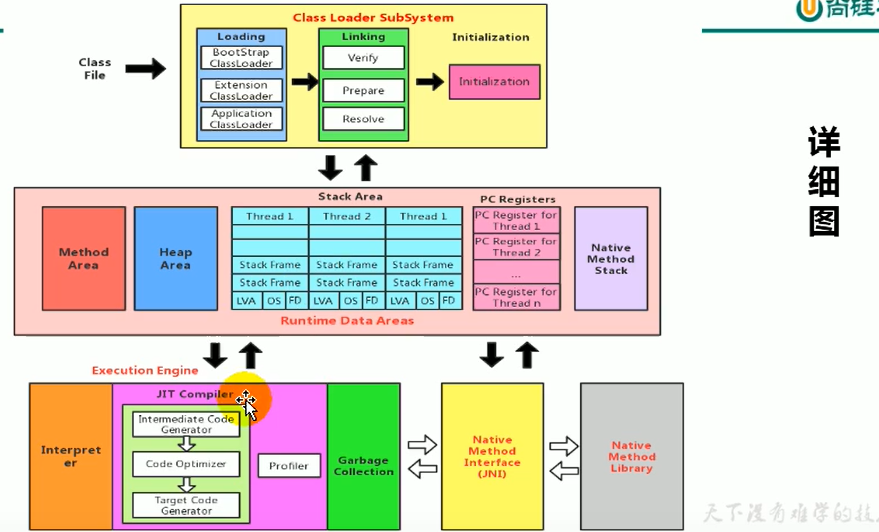 尚硅
Class Loader SubSystem
Class
File
Loading
BootStrap
ClassLoader
Extension
ClassLoader
Application
ClassLoader
Linking
Verify
Prepare
Resolve
Initialization
Initialization
详
细
图
Stack Area
PC Registers
Method
Area
Heap
Area
Thread 1
Thread 2
Thread 1
Stack Frame
Stack Frame
Stack Frame
Stack Frame
Stack Frame
Stack Frame
LVA
OS
FD
LVA
OS
FD
LVA
OS
FD
PC Register for
Thread 1
PC Register for
Thread 2
...
PC Register for
Thread n
Native
Method
Stack
Runtime Data Areas
Execution Engine
Interpret
er
JIT Compiler
Intermediate Code
Generator
Code Optimizer
Target Code
Generator
Profiler
Garbage
Collection
Native
Method
Interface
(JNI)
Native
Method
Library
天下没有难学的技